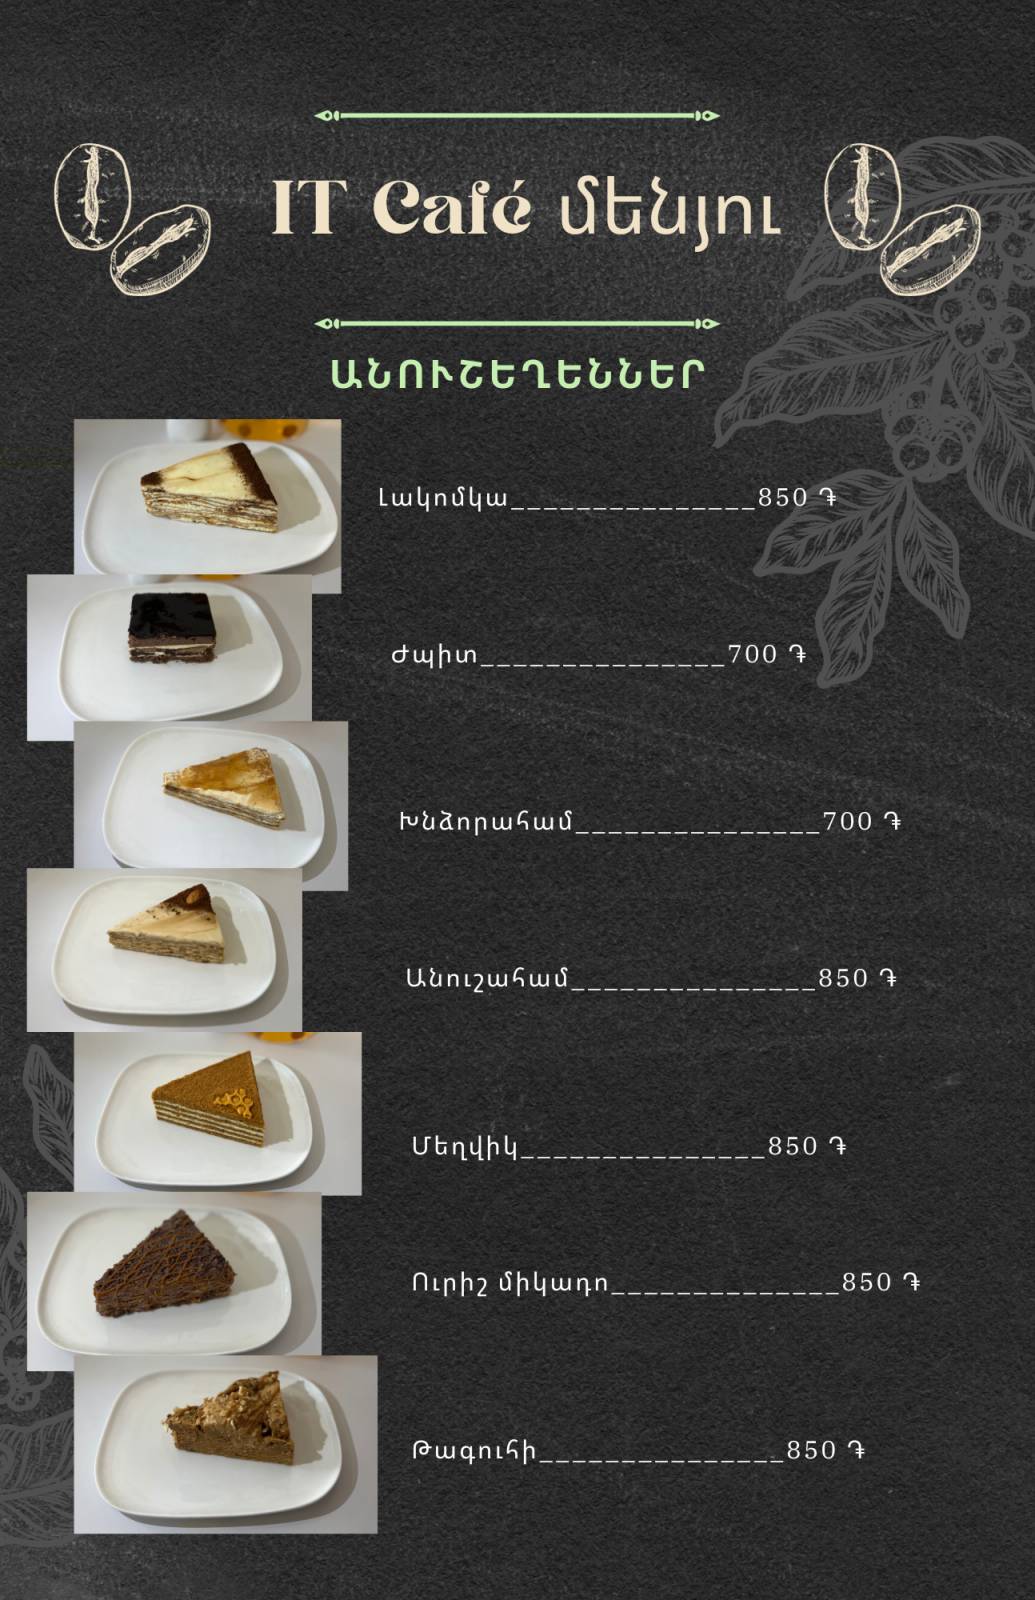 IT Café մենյու
ԱՆՈՒՇԵՂԵՆՆԵՐ
Լակոմկա_______________850 ֏
Ժպիտ_______________700 ֏
Խնձորահամ_______________700 ֏
Անուշահամ_______________850 ֏
Մեղվիկ_______________850 ֏
Ուրիշ միկադո______________850 ֏
Թագուհի_______________850 ֏